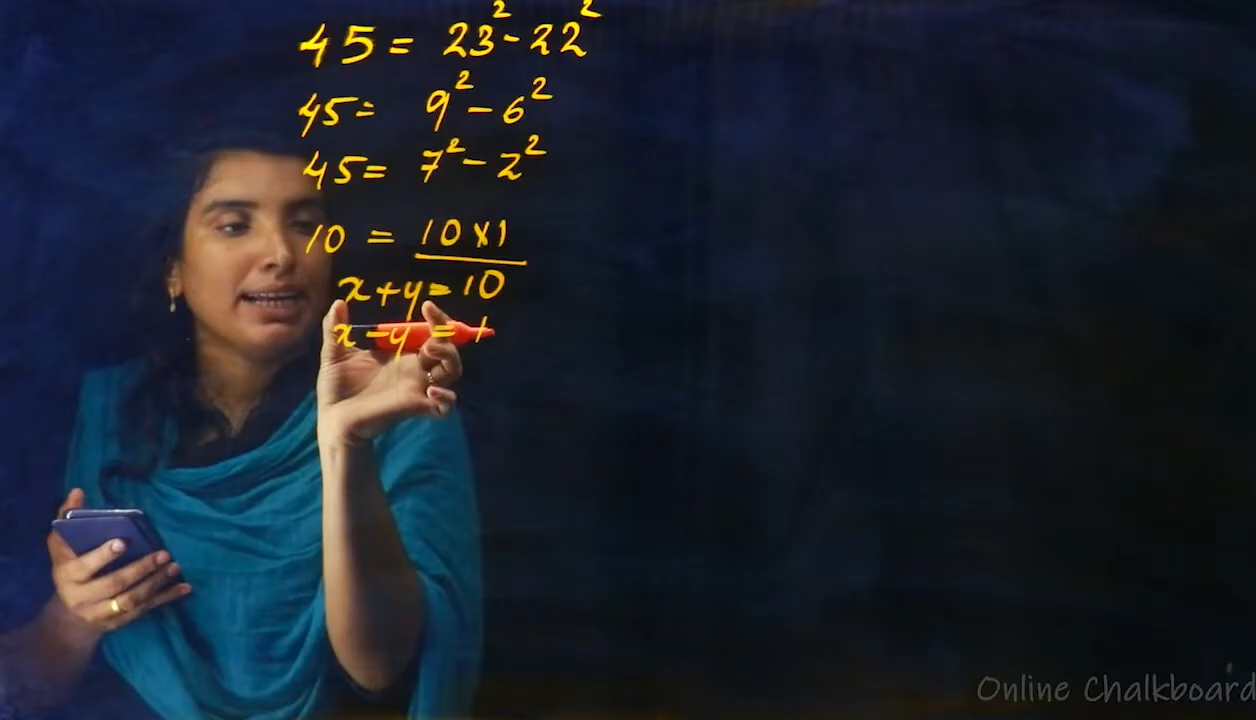 45 = 23² - 22²
45 = 9² - 6²
45 = 7² - 2²
10 = 10 x 1
x + y = 10
x - y = 1
Online Chalkboard